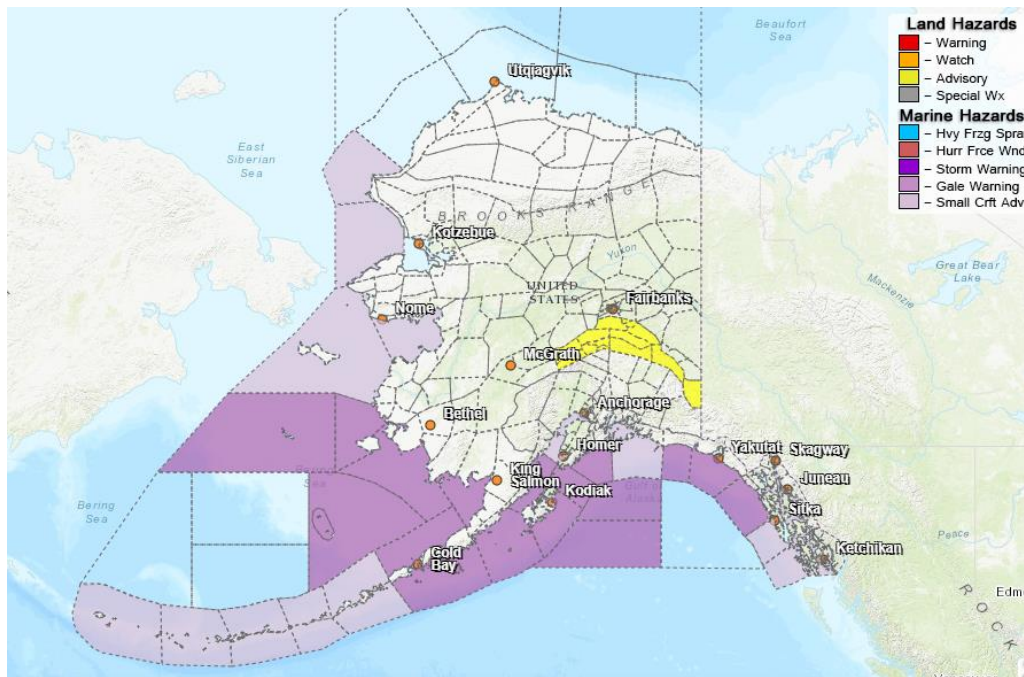 Beaufort
Sea
Land Hazards
– Warning
– Watch
– Advisory
– Special Wx
Marine Hazards
– Hvy Frzg Spra
– Hurr Frce Wnd
– Storm Warning
– Gale Warning
– Small Crft Adv
Utqiagvik
East
Siberian
Sea
BROOKS RANGE
Kotzebue
Yukon
Great Bear
Lake
Mackenzie
UNITED
STATES
Fairbanks
Nome
McGrath
Anchorage
Bethel
Homer
Yakutat
Skagway
King
Salmon
Juneau
Kodiak
Bering
Sea
Sitka
Peace
Cold
Bay
Ketchikan
Edm
ROCK